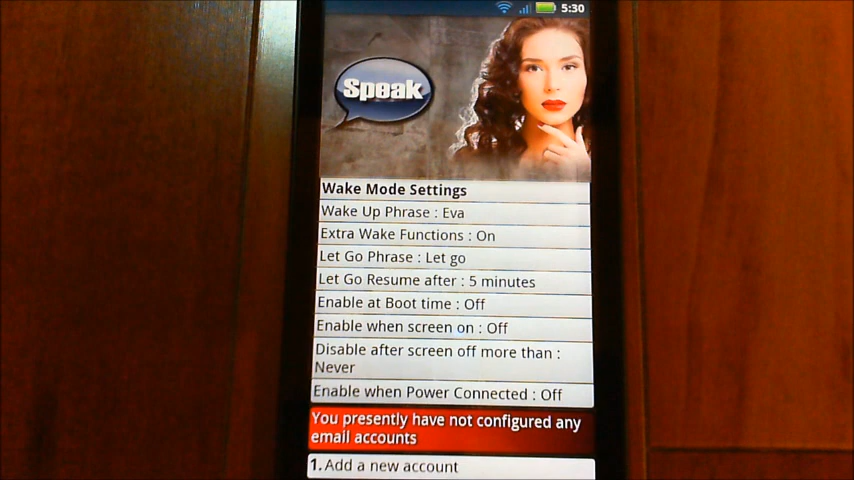 5:30
Speak
Wake Mode Settings
Wake Up Phrase : Eva
Extra Wake Functions : On
Let Go Phrase : Let go
Let Go Resume after : 5 minutes
Enable at Boot time : Off
Enable when screen on : Off
Disable after screen off more than :
Never
Enable when Power Connected : Off
You presently have not configured any
email accounts
1. Add a new account